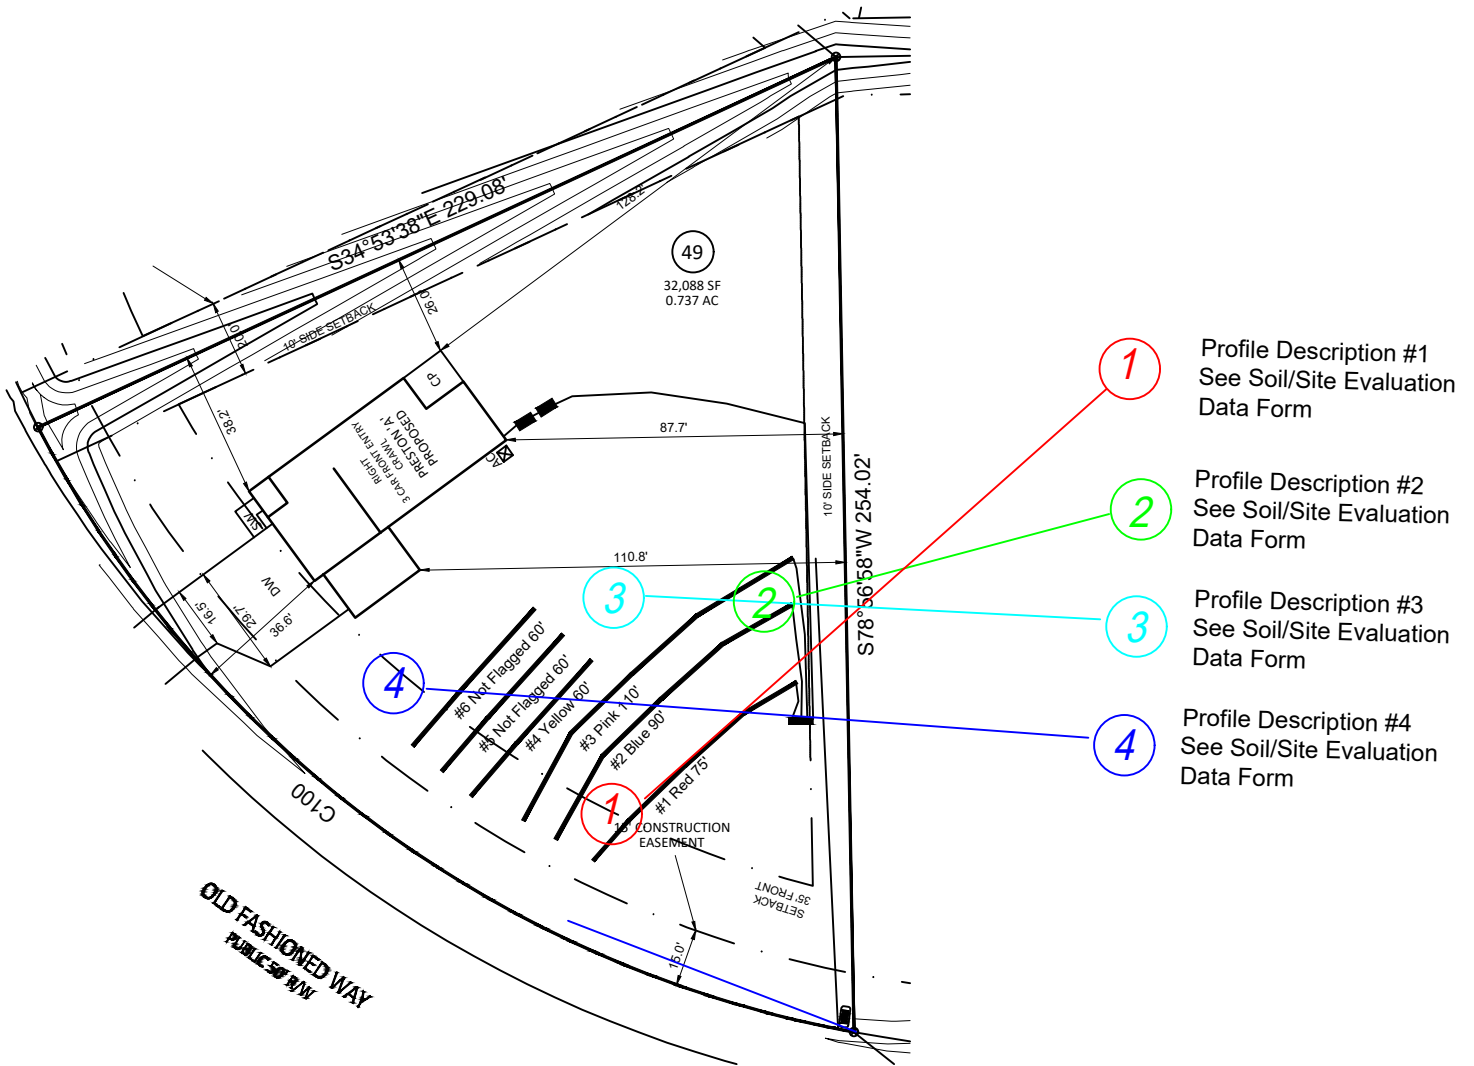 S34°53'38"E 229.08'
126.2'
49
32,088 SF
0.737 AC
20.0'
10' SIDE SETBACK
26.0'
38.2'
CP
PROPOSED
PRESTON 'A'
CRAWL
3 CAR FRONT ENTRY
RIGHT
AC
SW
DW
87.7'
10' SIDE SETBACK
S78°56'58"W 254.02'
110.8'
16.5'
29.7'
36.6'
#6 Not Flagged 60'
#5 Not Flagged 60'
#4 Yellow 60'
#3 Pink 110'
#2 Blue 90'
#1 Red 75'
1
2
3
4
15' CONSTRUCTION
EASEMENT
35' FRONT
SETBACK
15.0'
C100
OLD FASHIONED WAY
PUBLIC 50' R/W
1
Profile Description #1
See Soil/Site Evaluation
Data Form
2
Profile Description #2
See Soil/Site Evaluation
Data Form
3
Profile Description #3
See Soil/Site Evaluation
Data Form
4
Profile Description #4
See Soil/Site Evaluation
Data Form